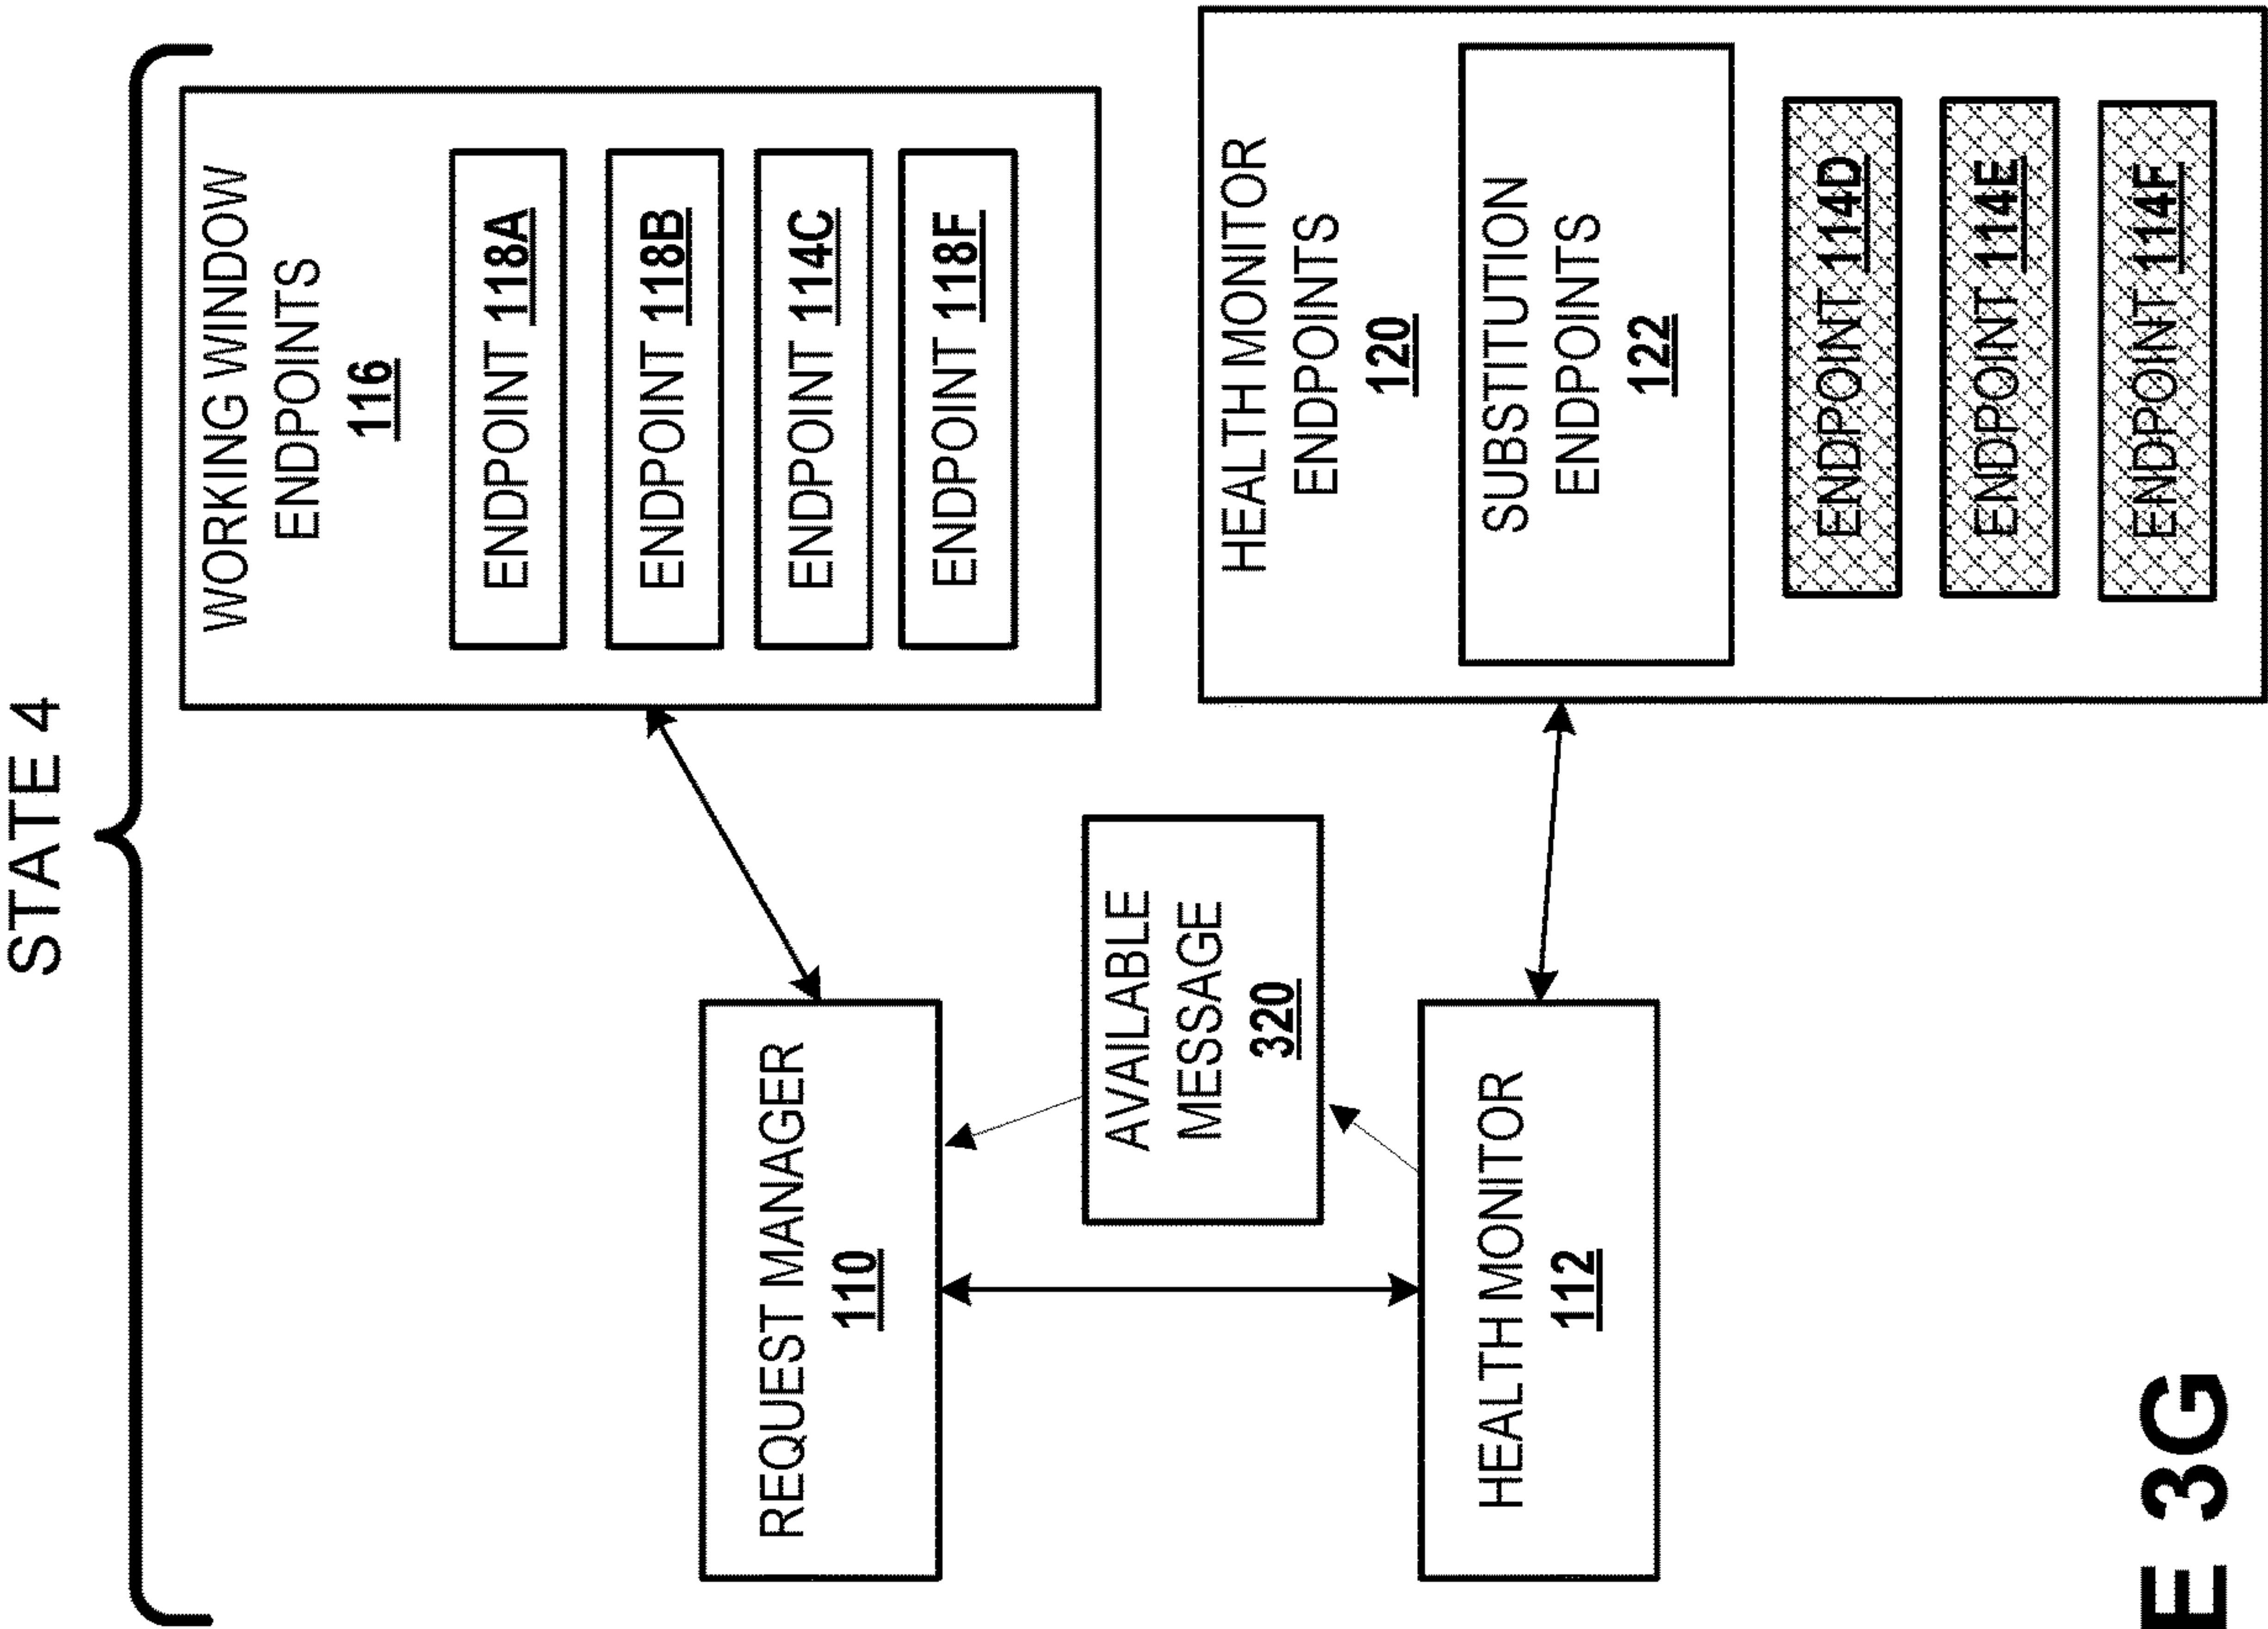 STATE 4
REQUEST MANAGER
110
AVAILABLE
MESSAGE
320
HEALTH MONITOR
112
WORKING WINDOW
ENDPOINTS
116
ENDPOINT 118A
ENDPOINT 118B
ENDPOINT 114C
ENDPOINT 118F
HEALTH MONITOR
ENDPOINTS
120
SUBSTITUTION
ENDPOINTS
122
ENDPOINT 114D
ENDPOINT 114E
ENDPOINT 114F
E 3G